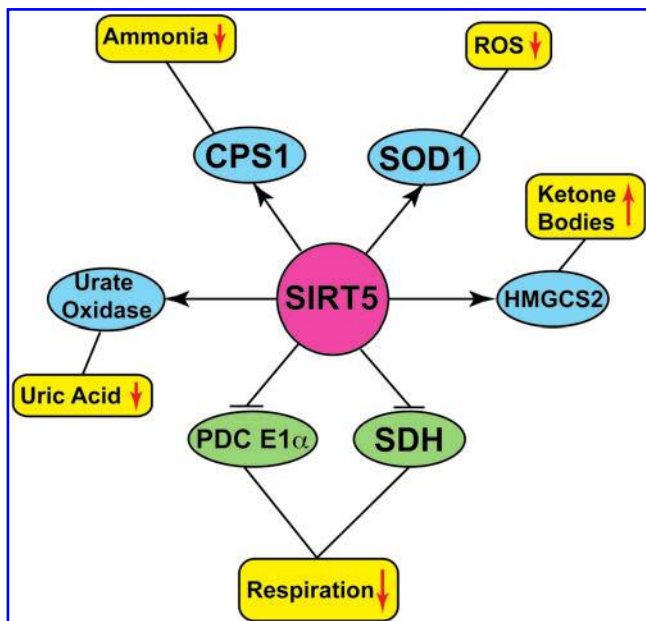 Ammonia
ROS
CPS1
SOD1
Ketone
Bodies
SIRT5
Urate
Oxidase
HMGCS2
Uric Acid
PDC E1α
SDH
Respiration